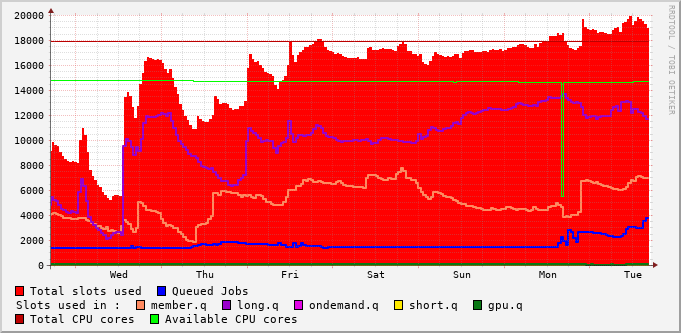 20000
18000
16000
14000
12000
10000
8000
6000
4000
2000
0
Wed Thu Fri Sat Sun Mon Tue
RRDTOOL / TOBI OETIKER
Total slots used Queued Jobs
Slots used in : member.q long.q ondemand.q short.q gpu.q
Total CPU cores Available CPU cores